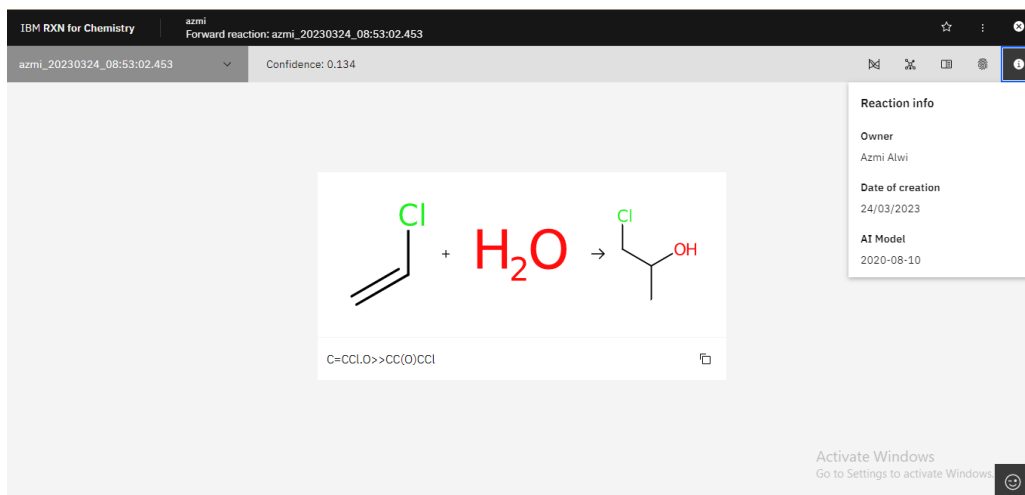 IBM RXN for Chemistry
azmi
Forward reaction: azmi_20230324_08:53:02.453
azmi_20230324_08:53:02.453
Confidence: 0.134
Reaction info
Owner
Azmi Alwi
Date of creation
24/03/2023
AI Model
2020-08-10
Cl + H₂O → Cl OH
C=CCl.O>>CC(O)CCl
Activate Windows
Go to Settings to activate Windows.